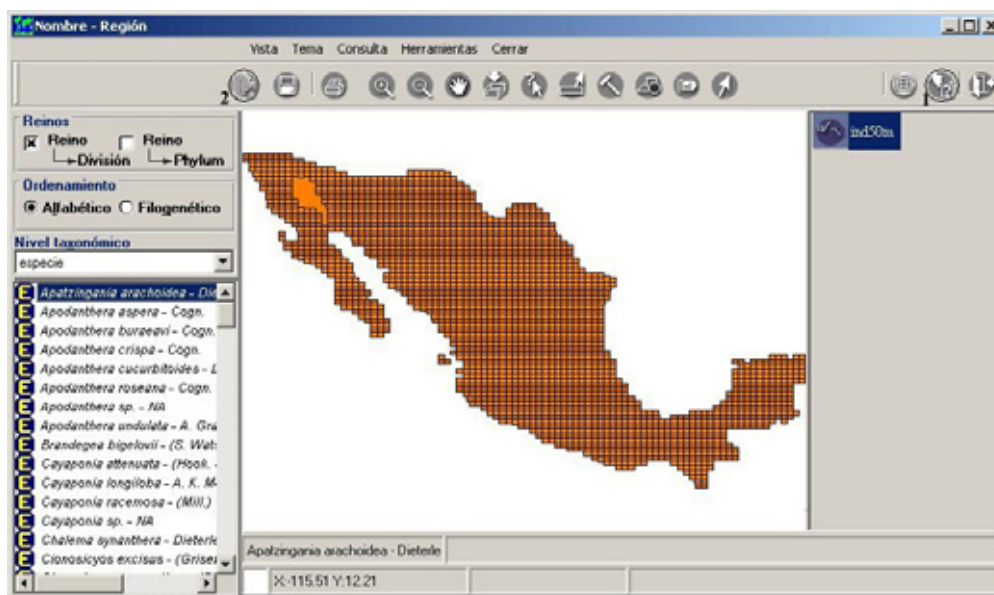 Nombre - Región
Vista Tema Consulta Herramientas Cerrar
2
1
Reinos
Reino Reino
División Phylum
Ordenamiento
Alfabético Filogenético
Nivel taxonómico
especie
ind50m
E Apatzingania arachoidea - Die
E Apodanthera aspera - Cogn.
E Apodanthera buraeavi - Cogn.
E Apodanthera crispa - Cogn.
E Apodanthera cucurbitoides - L
E Apodanthera roseana - Cogn.
E Apodanthera sp. - NA
E Apodanthera undulata - A. Gra
E Brandegea bigelovii - (S. Wats
E Cayaponia attenuata - (Hook.
E Cayaponia longiloba - A. K. M
E Cayaponia racemosa - (Mill.)
E Cayaponia sp. - NA
E Chalema synanthera - Dieterle
E Cionosicyos excisus - (Grise
Apatzingania arachoidea - Dieterle
X:-115.51 Y:12.21